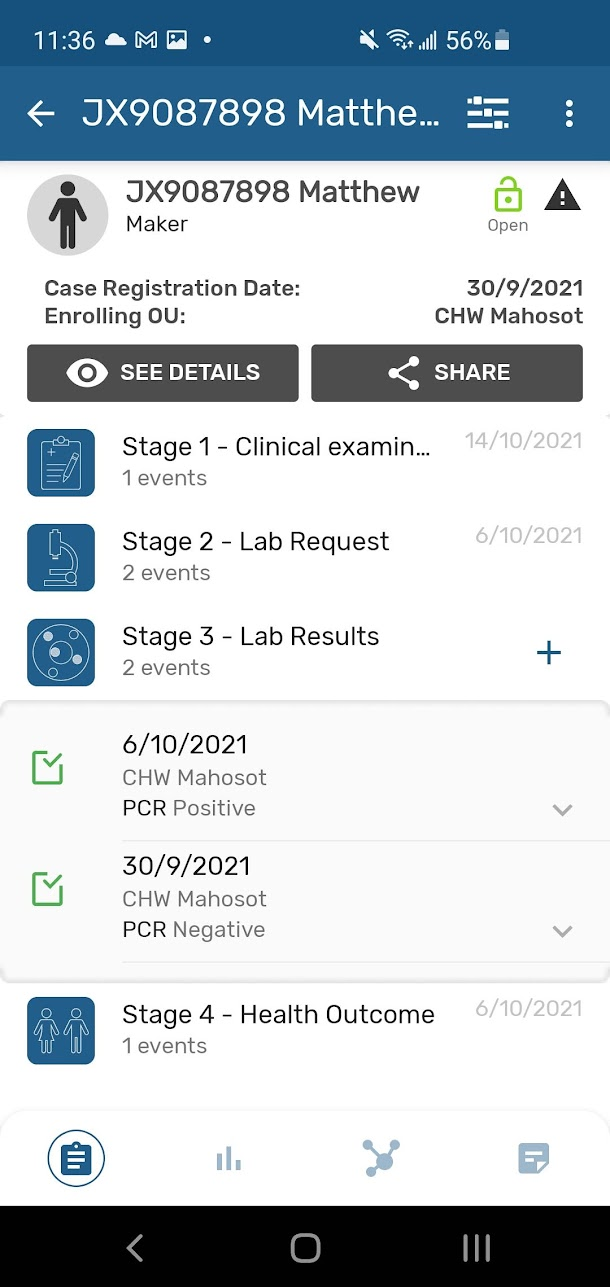 11:36
56%
JX9087898 Matthe...
JX9087898 Matthew
Maker
Open
Case Registration Date: 30/9/2021
Enrolling OU: CHW Mahosot
SEE DETAILS
SHARE
Stage 1 - Clinical examin... 14/10/2021
1 events
Stage 2 - Lab Request 6/10/2021
2 events
Stage 3 - Lab Results
2 events
6/10/2021
CHW Mahosot
PCR Positive
30/9/2021
CHW Mahosot
PCR Negative
Stage 4 - Health Outcome 6/10/2021
1 events